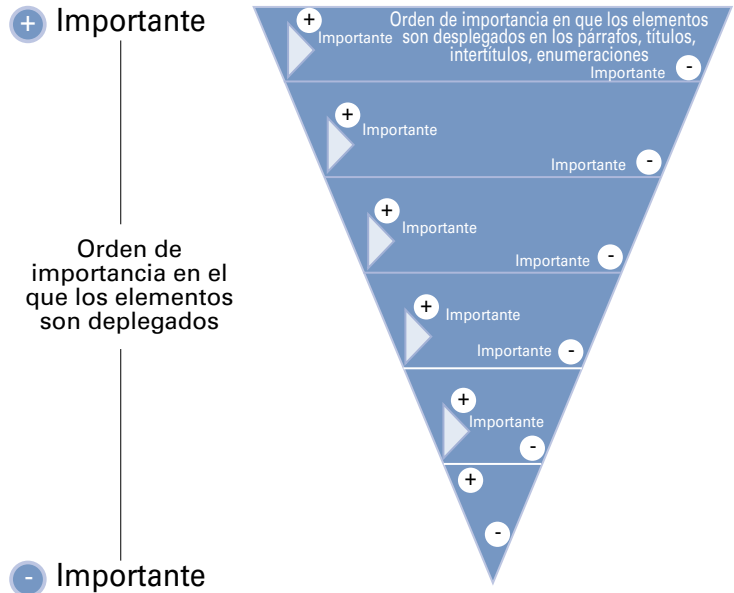 + Importante
Orden de
importancia en el
que los elementos
son deplegados
- Importante
+
Orden de importancia en que los elementos
Importante son desplegados en los párrafos, títulos,
intertítulos, enumeraciones
Importante -
+
Importante
Importante -
+
Importante
Importante -
+
Importante
Importante -
+
Importante
-
+
-